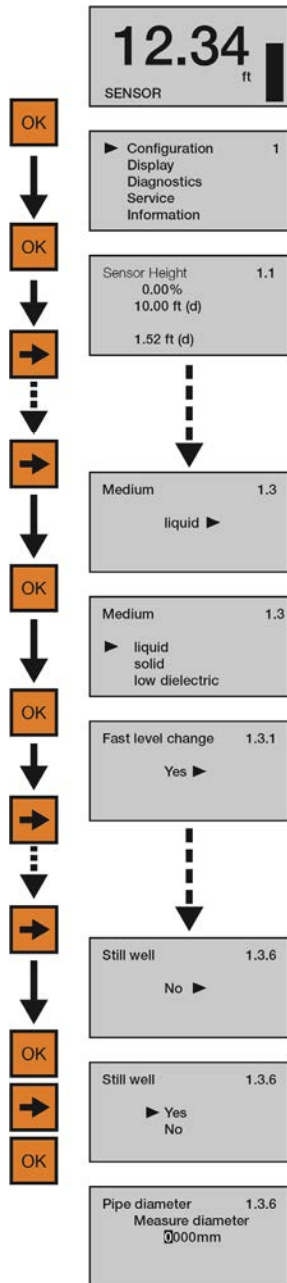 12.34
ft
SENSOR
OK
► Configuration 1
Display
Diagnostics
Service
Information
OK
Sensor Height 1.1
0.00%
10.00 ft (d)
1.52 ft (d)
Medium 1.3
liquid ►
OK
Medium 1.3
► liquid
solid
low dielectric
OK
Fast level change 1.3.1
Yes ►
Still well 1.3.6
No ►
OK
Still well 1.3.6
► Yes
No
OK
Pipe diameter 1.3.6
Measure diameter
0000mm